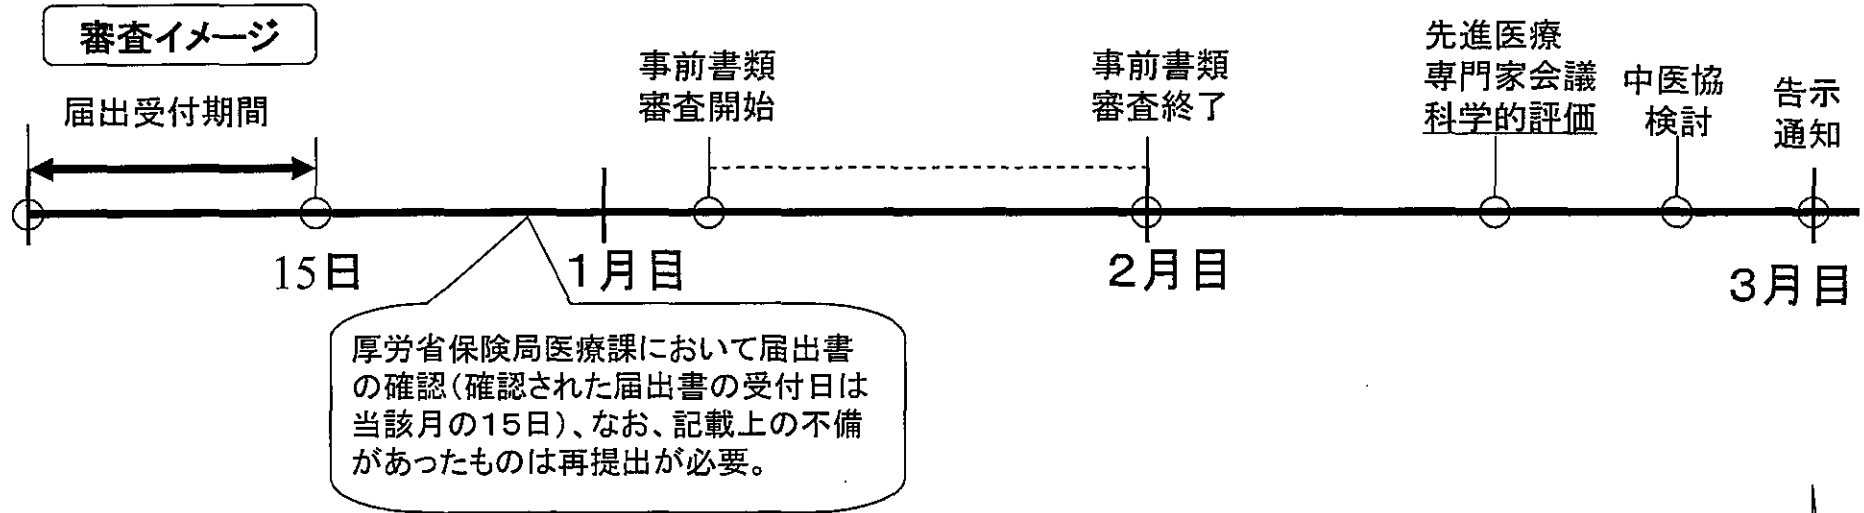 審査イメージ
届出受付期間
事前書類
審査開始
事前書類
審査終了
先進医療
専門家会議
科学的評価
中医協
検討
告示
通知
15日
1月目
2月目
3月目
厚労省保険局医療課において届出書
の確認(確認された届出書の受付日は
当該月の15日)、なお、記載上の不備
があったものは再提出が必要。